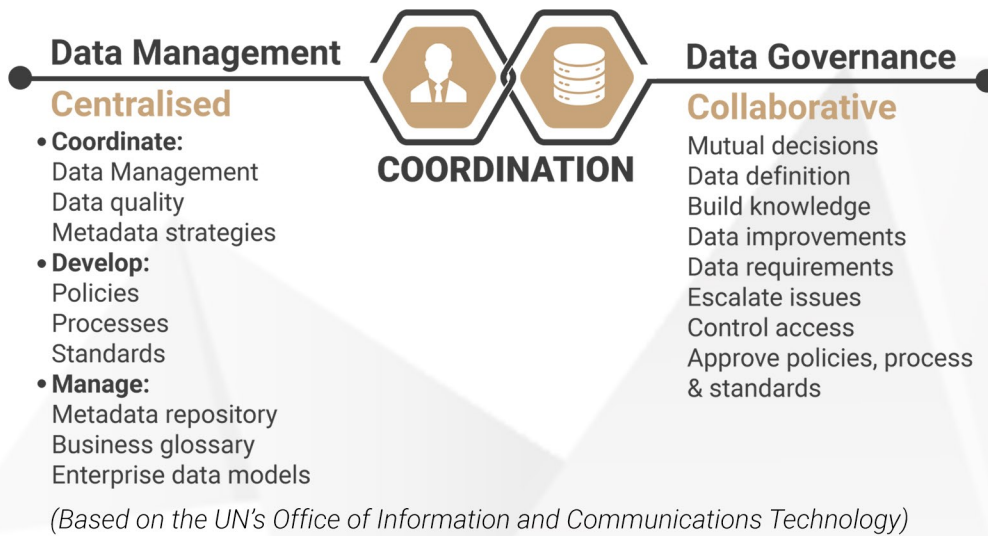 Data Management
Centralised
• Coordinate:
Data Management
Data quality
Metadata strategies
• Develop:
Policies
Processes
Standards
• Manage:
Metadata repository
Business glossary
Enterprise data models
COORDINATION
Data Governance
Collaborative
Mutual decisions
Data definition
Build knowledge
Data improvements
Data requirements
Escalate issues
Control access
Approve policies, process
& standards
(Based on the UN's Office of Information and Communications Technology)